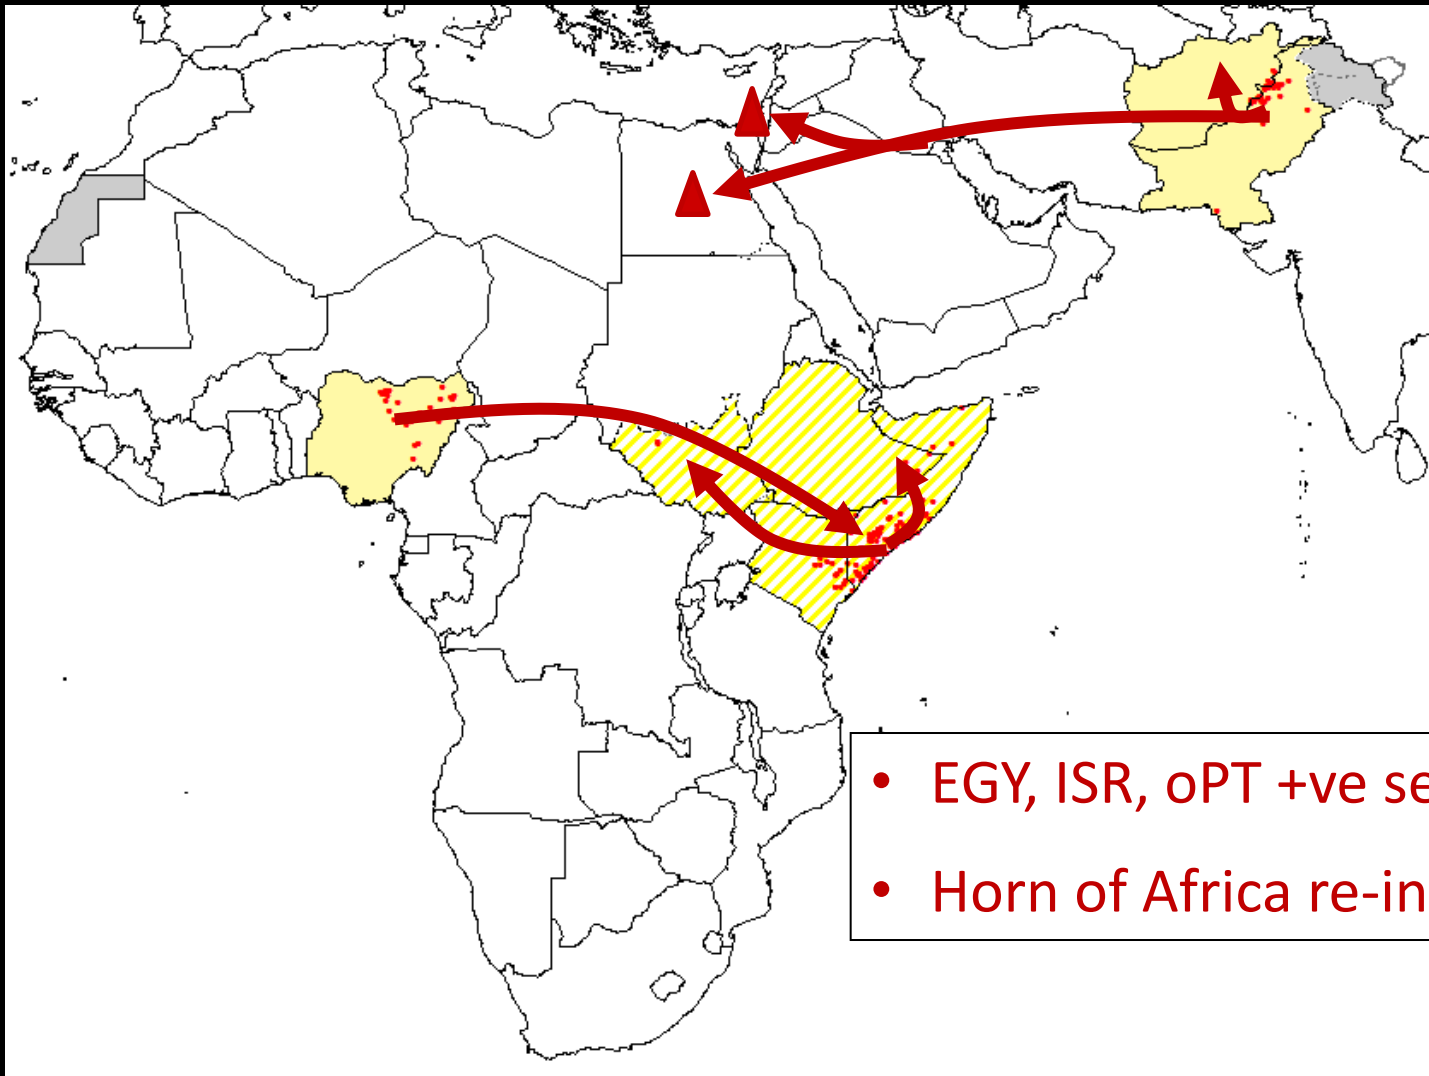 • EGY, ISR, oPT +ve se
• Horn of Africa re-in